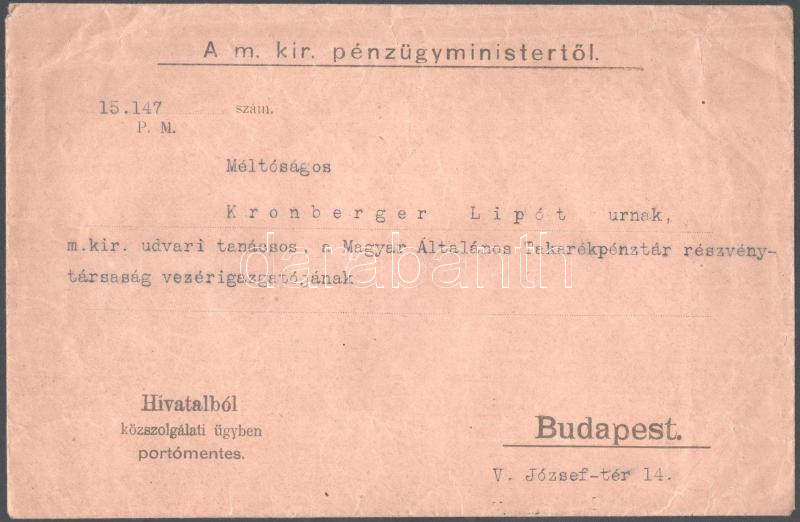 A m. kir. pénzügyministertől.
15.147 szám.
P. M.
Méltóságos
Kronberger Lipót urnak,
m.kir. udvari tanácsos, a Magyar Általános Takarékpénztár részvény-
társaság vezérigazgatójának
darabanth
Hivatalból
közszolgálati ügyben
portómentes.
Budapest.
V. József-tér 14.